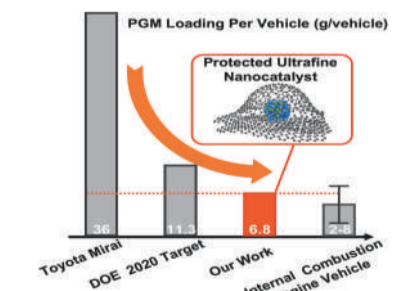 PGM Loading Per Vehicle (g/vehicle)
Protected Ultrafine
Nanocatalyst
36
11.3
6.8
2-8
Toyota Mirai
DOE 2020 Target
Our Work
Internal Combustion
Vehicle